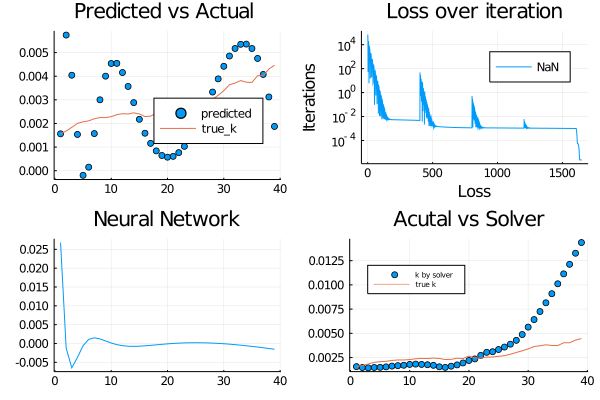 Predicted vs Actual
0.005
0.004
0.003
0.002
0.001
0.000
predicted
true_k
0 10 20 30 40
Loss over iteration
Iterations
10^4
10^2
10^0
10^-2
10^-4
NaN
0 500 1000 1500
Loss
Neural Network
0.025
0.020
0.015
0.010
0.005
0.000
-0.005
0 10 20 30 40
Acutal vs Solver
0.0125
0.0100
0.0075
0.0050
0.0025
k by solver
true k
0 10 20 30 40